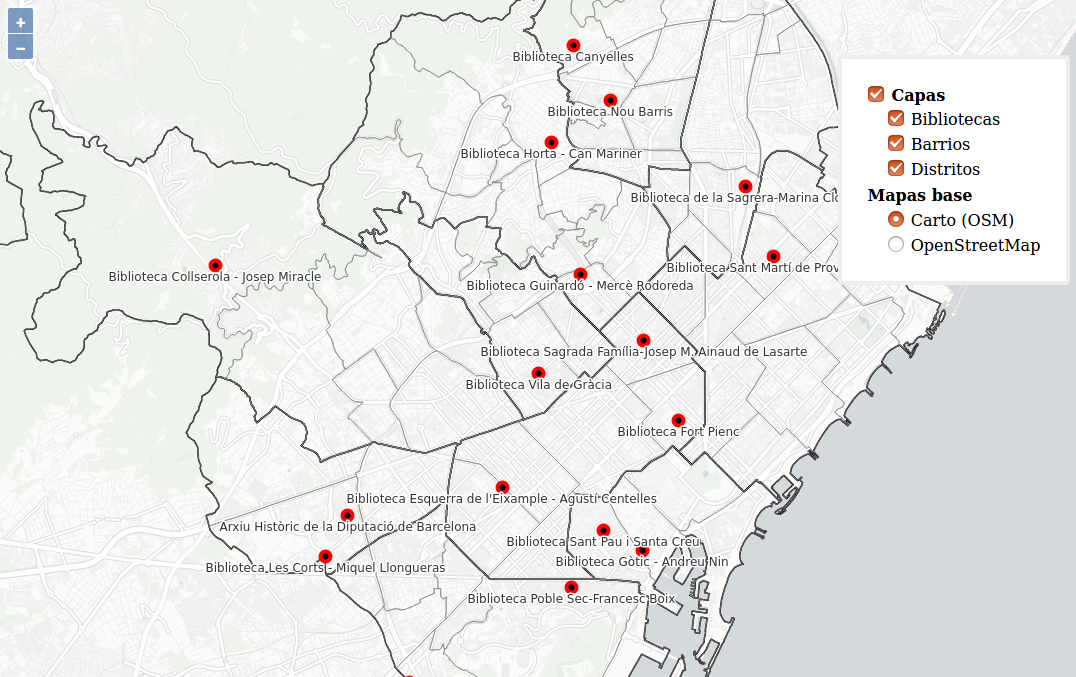 +
−
Biblioteca Canyelles
Biblioteca Nou Barris
Biblioteca Horta - Can Mariner
Biblioteca de la Sagrera-Marina Clo
Biblioteca Sant Martí de Prov
Biblioteca Collserola - Josep Miracle
Biblioteca Guinardó - Mercè Rodoreda
Biblioteca Sagrada Família-Josep M. Ainaud de Lasarte
Biblioteca Vila de Gràcia
Biblioteca Fort Pienc
Biblioteca Esquerra de l'Eixample - Agustí Centelles
Arxiu Històric de la Diputació de Barcelona
Biblioteca Sant Pau i Santa Creu
Biblioteca Gòtic - Andreu Nin
Biblioteca Les Corts - Miquel Llongueras
Biblioteca Poble Sec-Francesc Boix
Capas
Bibliotecas
Barrios
Distritos
Mapas base
Carto (OSM)
OpenStreetMap